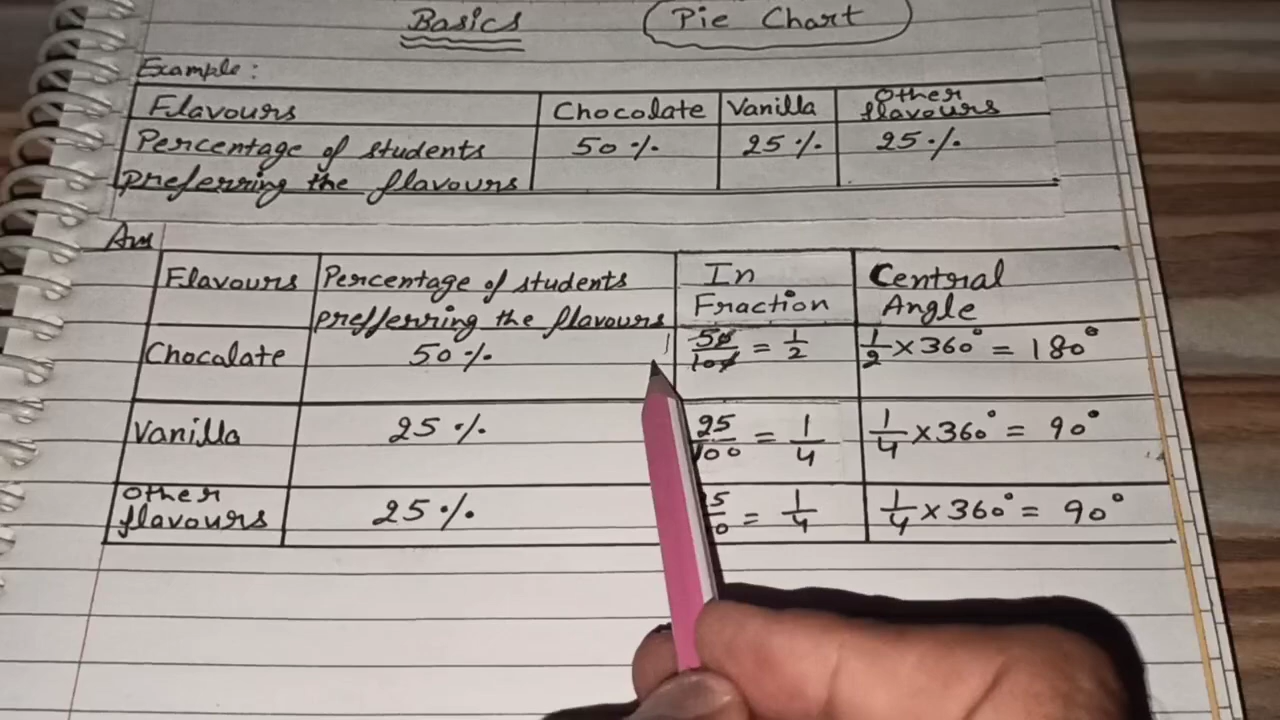 Basics Pie Chart
Example :
Flavours Chocolate Vanilla Other flavours
Percentage of students preferring the flavours 50% 25% 25%
Ans
Flavours Percentage of students prefferring the flavours In Fraction Central Angle
Chocalate 50% 50/100 = 1/2 1/2 × 360° = 180°
Vanilla 25% 25/100 = 1/4 1/4 × 360° = 90°
Other flavours 25% = 1/4 1/4 × 360° = 90°